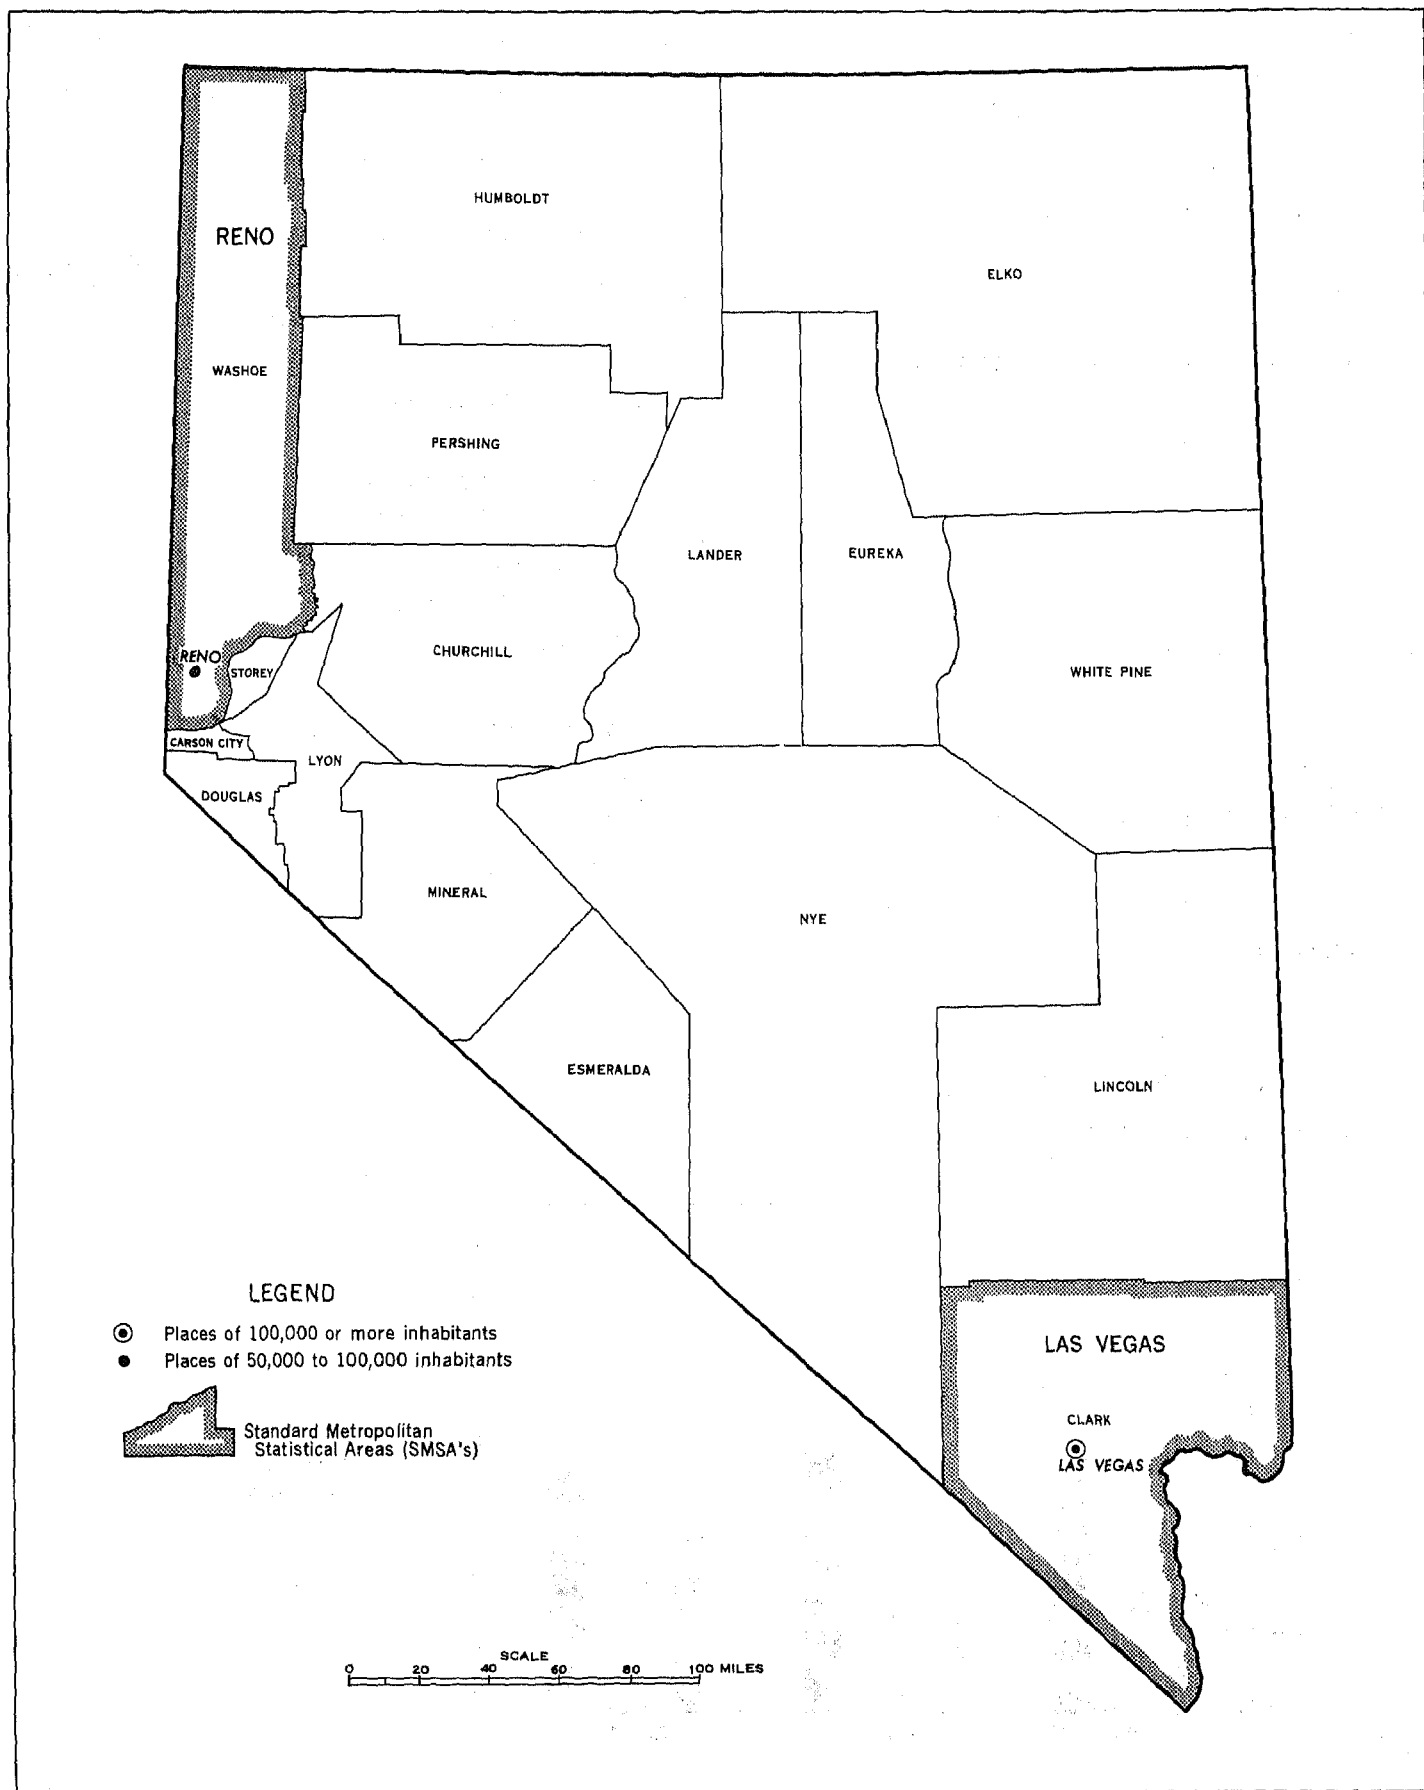 HUMBOLDT
RENO
ELKO
WASHOE
PERSHING
LANDER
EUREKA
CHURCHILL
RENO
STOREY
WHITE PINE
CARSON CITY
LYON
DOUGLAS
MINERAL
NYE
ESMERALDA
LINCOLN
LEGEND
Places of 100,000 or more inhabitants
Places of 50,000 to 100,000 inhabitants
Standard Metropolitan
Statistical Areas (SMSA's)
LAS VEGAS
CLARK
LAS VEGAS
SCALE
0 20 40 60 80 100 MILES